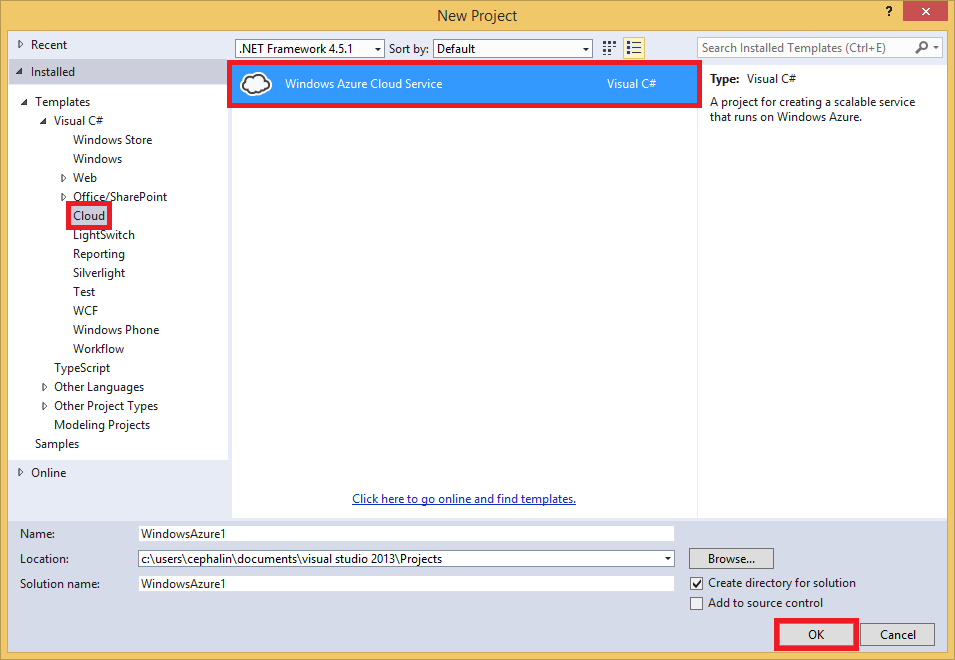 New Project
?
Recent
.NET Framework 4.5.1
Sort by:
Default
Search Installed Templates (Ctrl+E)
Installed
Templates
Visual C#
Windows Store
Windows
Web
Office/SharePoint
Cloud
LightSwitch
Reporting
Silverlight
Test
WCF
Windows Phone
Workflow
TypeScript
Other Languages
Other Project Types
Modeling Projects
Samples
Online
Windows Azure Cloud Service Visual C#
Click here to go online and find templates.
Type: Visual C#
A project for creating a scalable service
that runs on Windows Azure.
Name: WindowsAzure1
Location: c:\users\cephalin\documents\visual studio 2013\Projects
Browse...
Solution name: WindowsAzure1
Create directory for solution
Add to source control
OK
Cancel